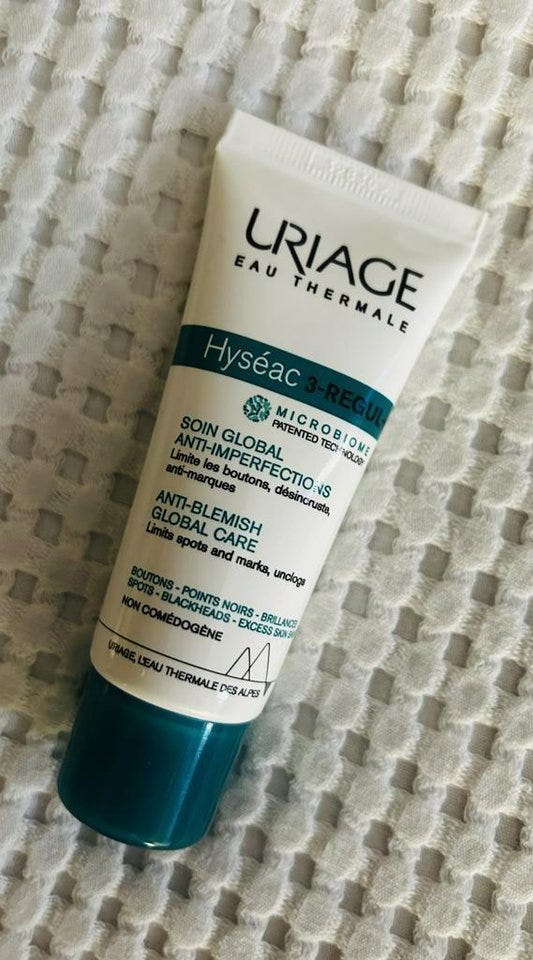 URIAGE
EAU THERMALE
Hyséac 3-REGUL
MICROBIOME
PATENTED TECHNOLOGY
SOIN GLOBAL
ANTI-IMPERFECTIONS
Limite les boutons, désincruste,
anti-marques
ANTI-BLEMISH
GLOBAL CARE
Limits spots and marks, unclogs
BOUTONS - POINTS NOIRS - BRILLANCE
SPOTS - BLACKHEADS - EXCESS SKIN
NON COMÉDOGÈNE
URIAGE, L'EAU THERMALE DES ALPES